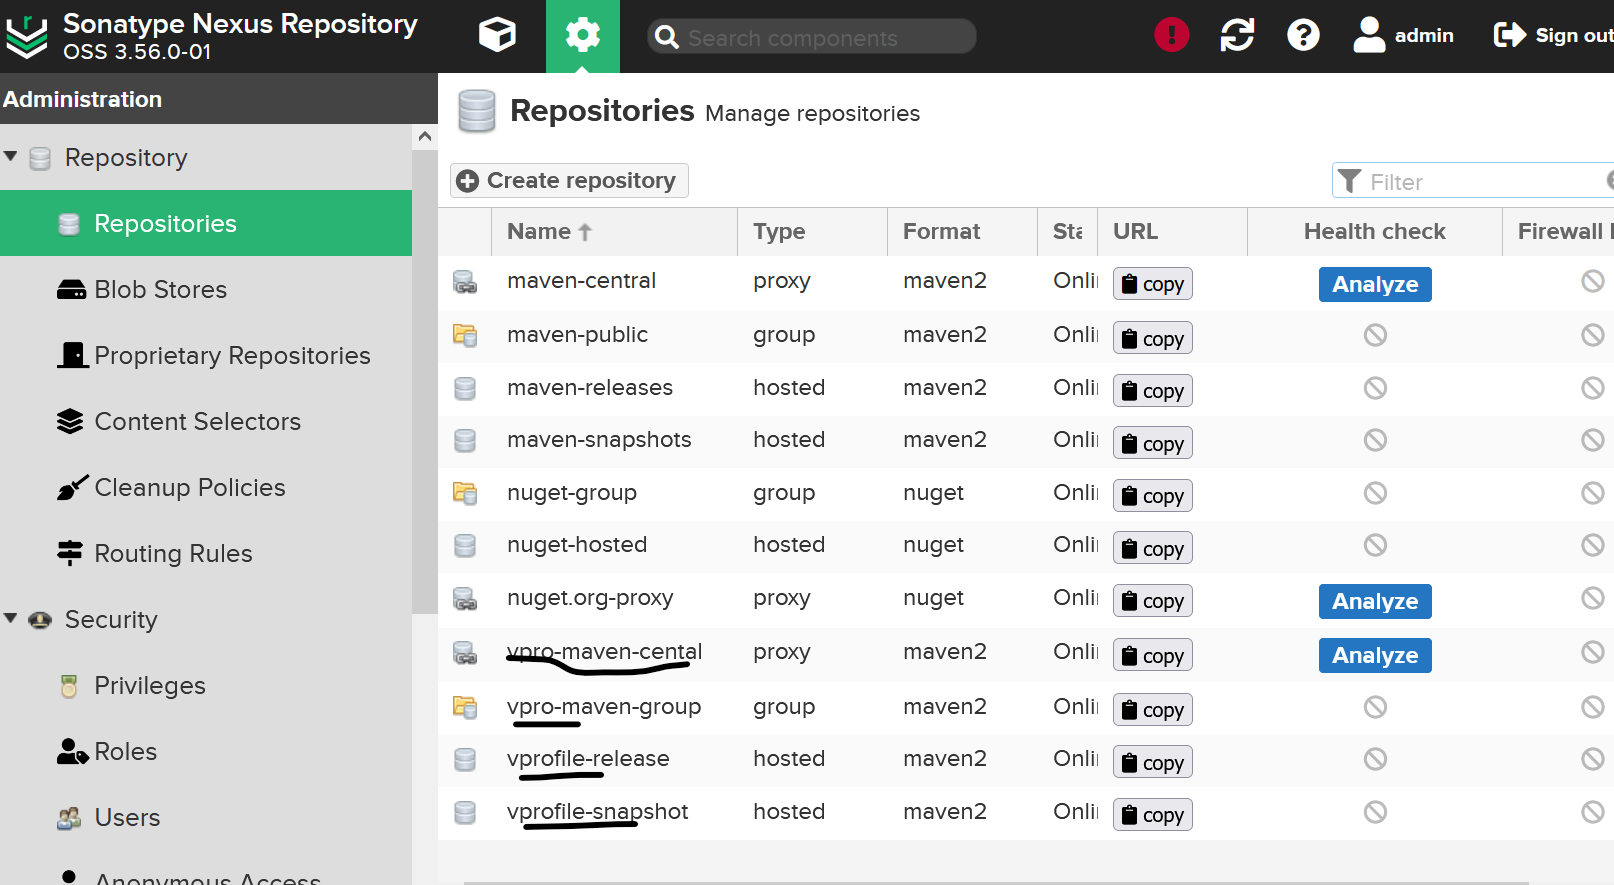 Sonatype Nexus Repository
OSS 3.56.0-01
Search components
admin
Sign out
Administration
Repository
Repositories
Blob Stores
Proprietary Repositories
Content Selectors
Cleanup Policies
Routing Rules
Security
Privileges
Roles
Users
Anonymous Access
Repositories Manage repositories
Create repository
Filter
Name Type Format Sta URL Health check Firewall
maven-central proxy maven2 Onli copy Analyze
maven-public group maven2 Onli copy
maven-releases hosted maven2 Onli copy
maven-snapshots hosted maven2 Onli copy
nuget-group group nuget Onli copy
nuget-hosted hosted nuget Onli copy
nuget.org-proxy proxy nuget Onli copy Analyze
vpro-maven-cental proxy maven2 Onli copy Analyze
vpro-maven-group group maven2 Onli copy
vprofile-release hosted maven2 Onli copy
vprofile-snapshot hosted maven2 Onli copy